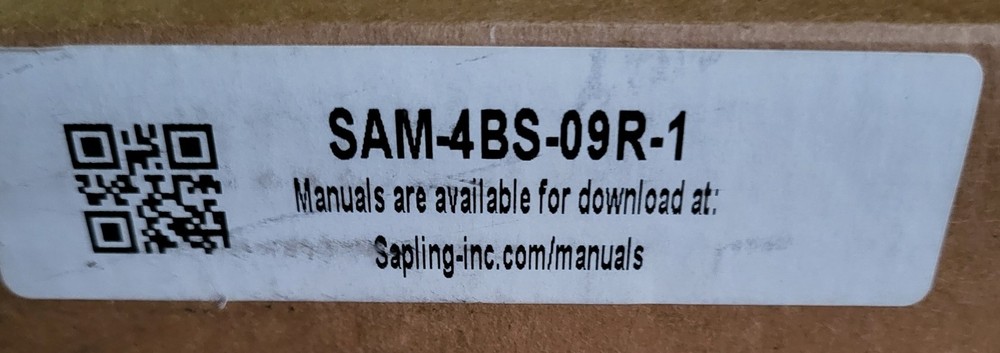 SAM-4BS-09R-1
Manuals are available for download at:
Sapling-inc.com/manuals